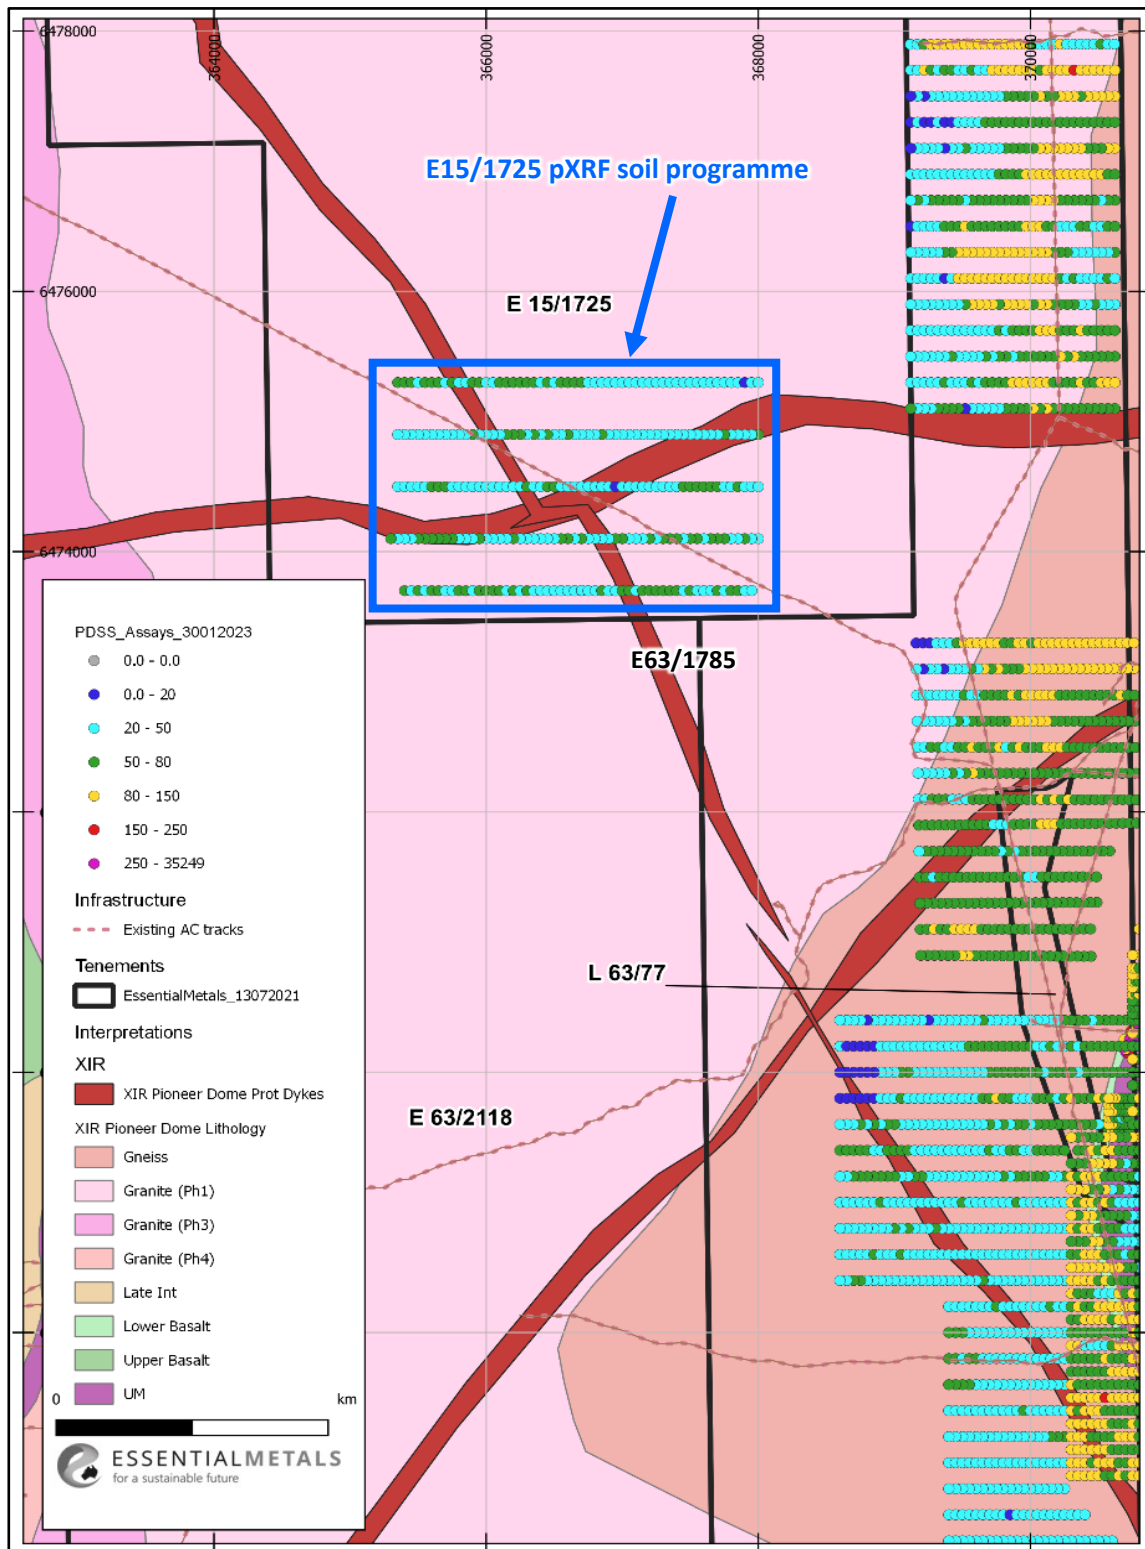 6478000
364000
366000
368000
370000
E15/1725 pXRF soil programme
6476000
E 15/1725
6474000
E63/1785
PDSS_Assays_30012023
0.0 - 0.0
0.0 - 20
20 - 50
50 - 80
80 - 150
150 - 250
250 - 35249
Infrastructure
Existing AC tracks
Tenements
EssentialMetals_13072021
Interpretations
XIR
XIR Pioneer Dome Prot Dykes
XIR Pioneer Dome Lithology
Gneiss
Granite (Ph1)
Granite (Ph3)
Granite (Ph4)
Late Int
Lower Basalt
Upper Basalt
UM
0 km
ESSENTIALMETALS
for a sustainable future
L 63/77
E 63/2118